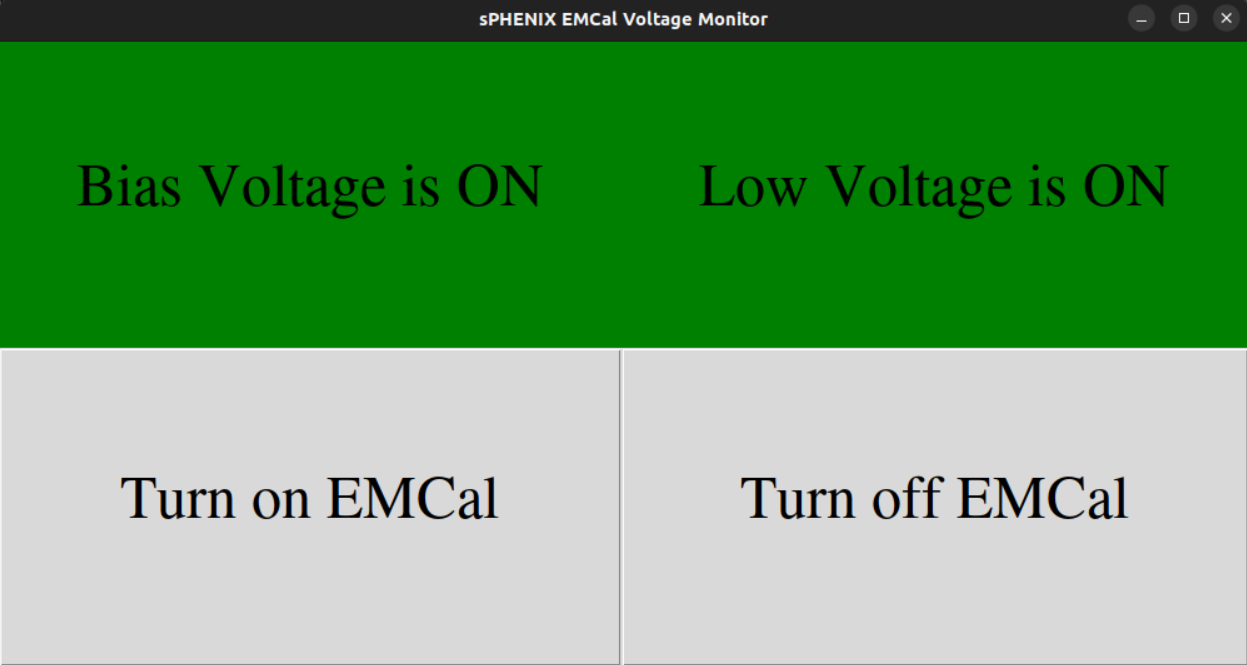 sPHENIX EMCal Voltage Monitor
Bias Voltage is ON
Low Voltage is ON
Turn on EMCal
Turn off EMCal